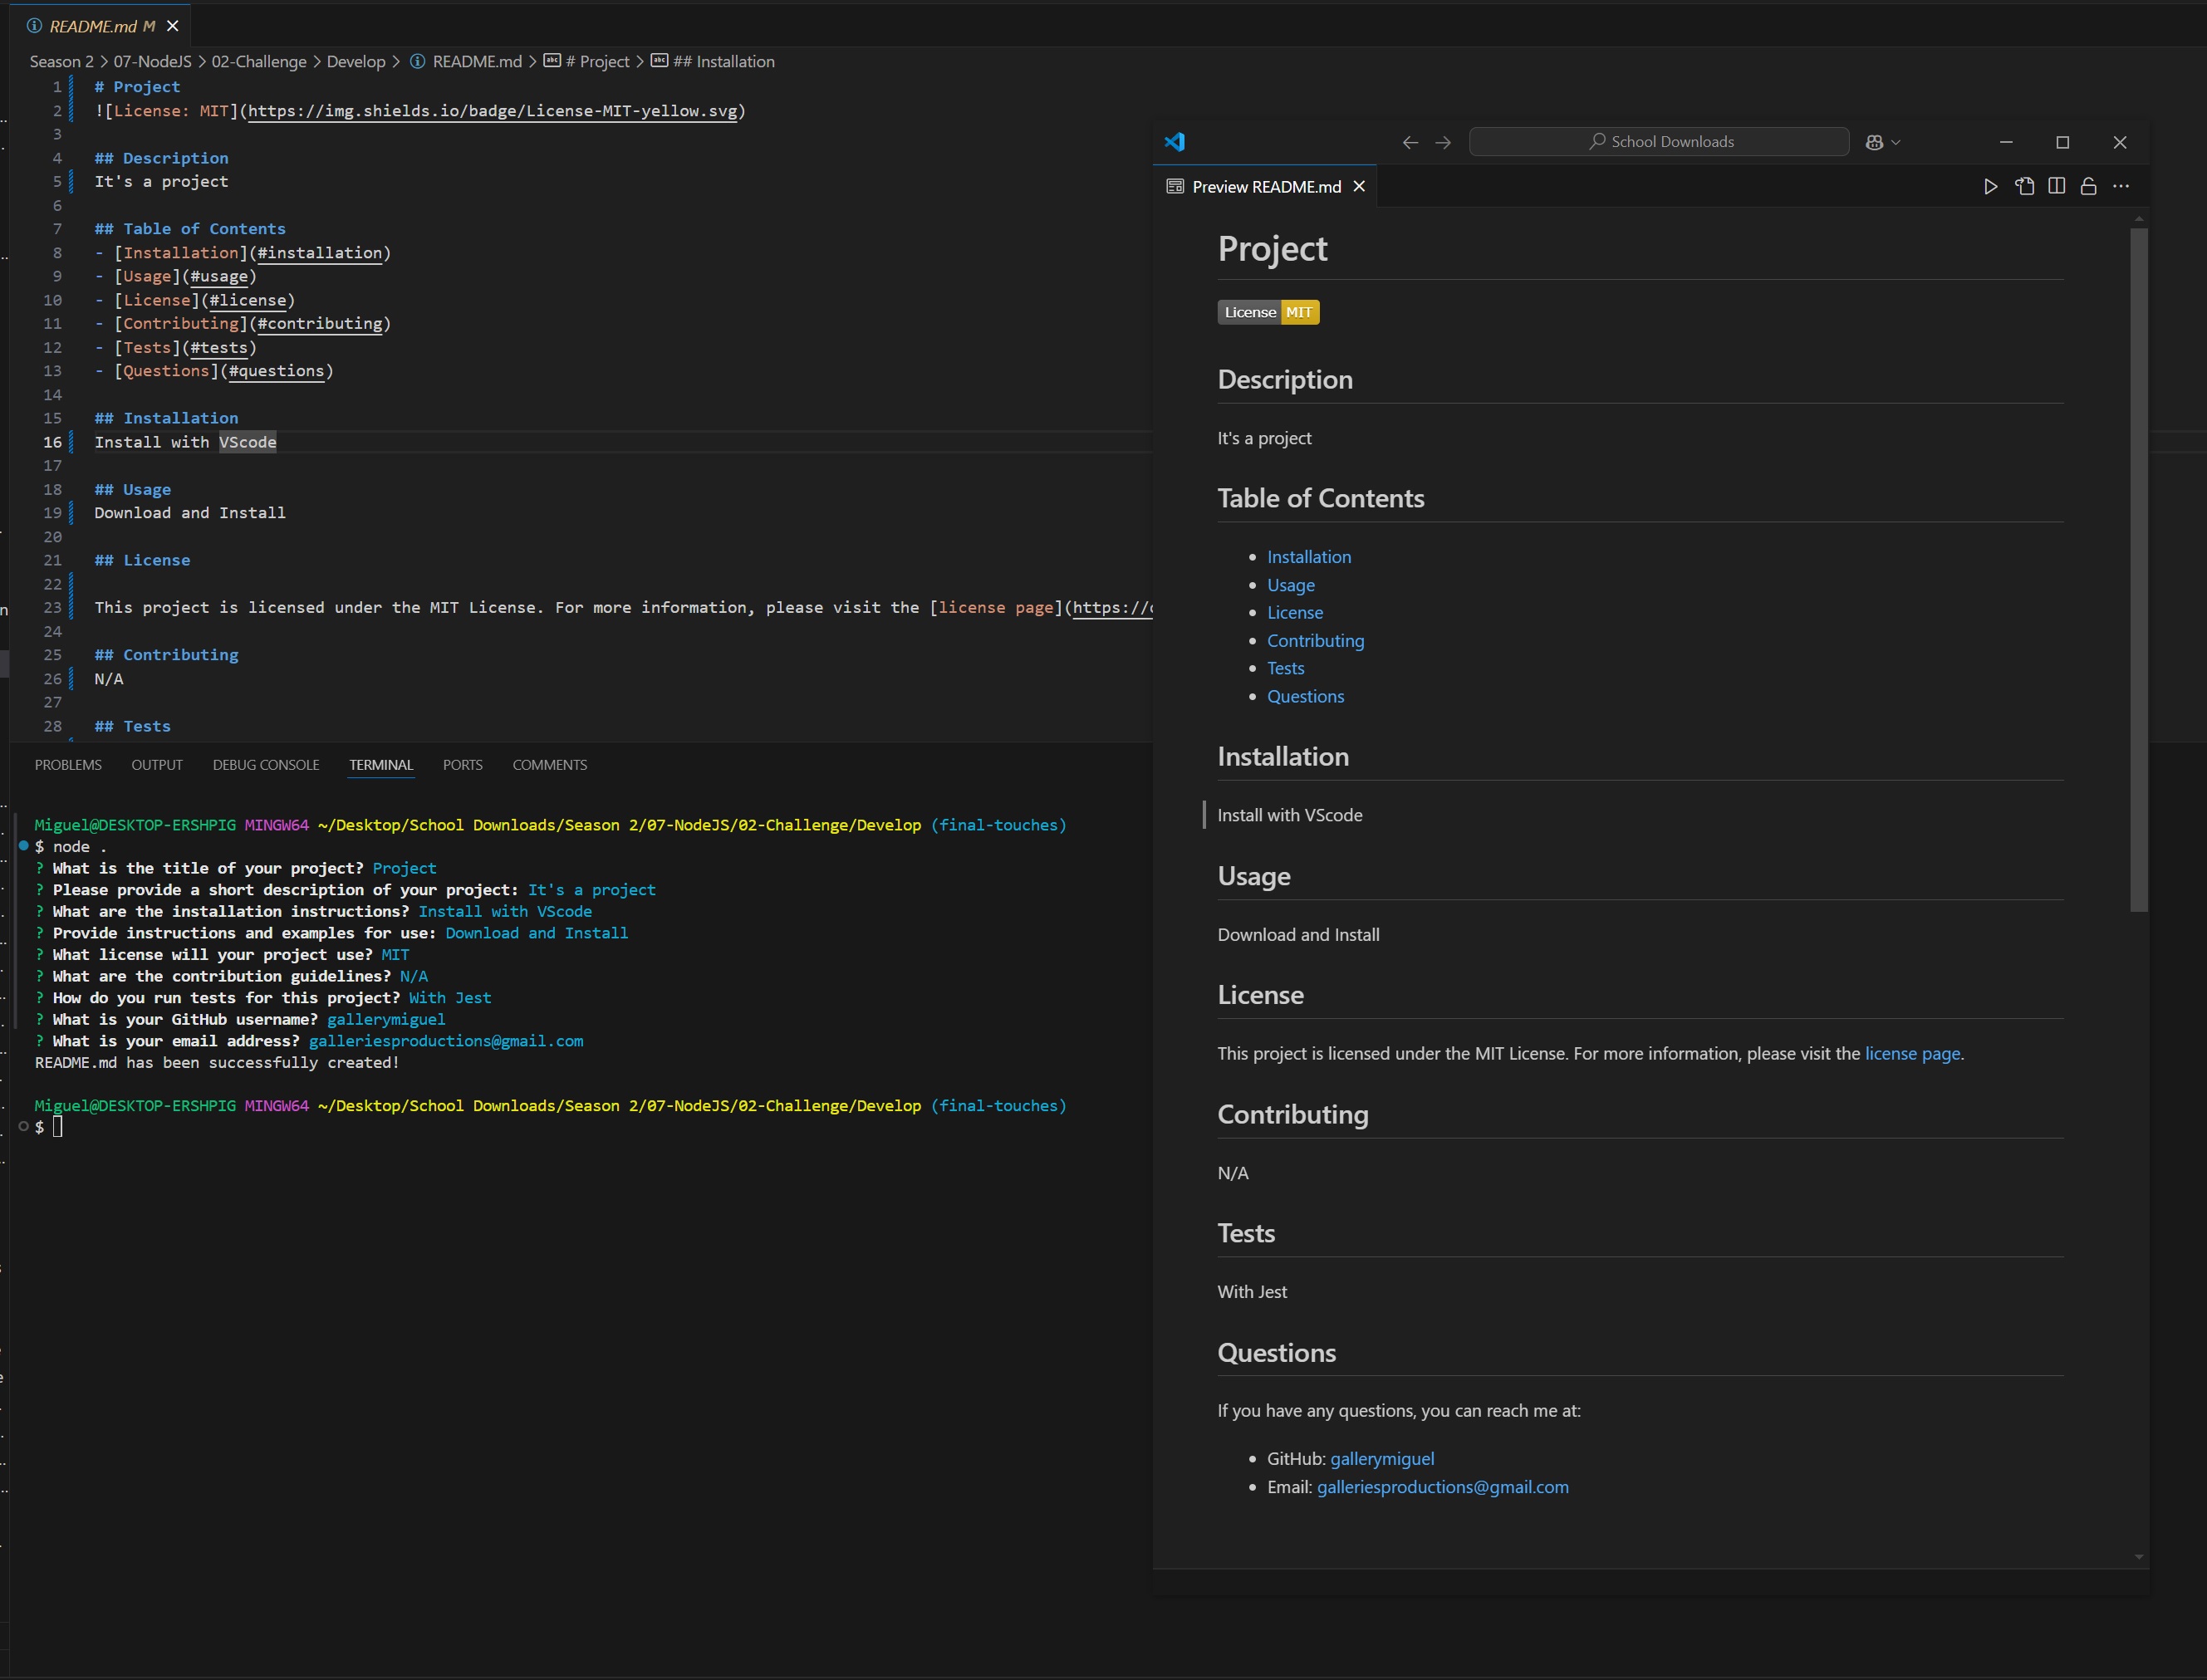 README.md M
Season 2 > 07-NodeJS > 02-Challenge > Develop > README.md > # Project > ## Installation
1 # Project
2 ![License: MIT](https://img.shields.io/badge/License-MIT-yellow.svg)
3
4 ## Description
5 It's a project
6
7 ## Table of Contents
8 - [Installation](#installation)
9 - [Usage](#usage)
10 - [License](#license)
11 - [Contributing](#contributing)
12 - [Tests](#tests)
13 - [Questions](#questions)
14
15 ## Installation
16 Install with VScode
17
18 ## Usage
19 Download and Install
20
21 ## License
22
23 This project is licensed under the MIT License. For more information, please visit the [license page](https://
24
25 ## Contributing
26 N/A
27
28 ## Tests
PROBLEMS OUTPUT DEBUG CONSOLE TERMINAL PORTS COMMENTS
Miguel@DESKTOP-ERSHPIG MINGW64 ~/Desktop/School Downloads/Season 2/07-NodeJS/02-Challenge/Develop (final-touches)
$ node .
? What is the title of your project? Project
? Please provide a short description of your project: It's a project
? What are the installation instructions? Install with VScode
? Provide instructions and examples for use: Download and Install
? What license will your project use? MIT
? What are the contribution guidelines? N/A
? How do you run tests for this project? With Jest
? What is your GitHub username? gallerymiguel
? What is your email address? galleriesproductions@gmail.com
README.md has been successfully created!
Miguel@DESKTOP-ERSHPIG MINGW64 ~/Desktop/School Downloads/Season 2/07-NodeJS/02-Challenge/Develop (final-touches)
$
School Downloads
Preview README.md
Project
License MIT
Description
It's a project
Table of Contents
• Installation
• Usage
• License
• Contributing
• Tests
• Questions
Installation
Install with VScode
Usage
Download and Install
License
This project is licensed under the MIT License. For more information, please visit the license page.
Contributing
N/A
Tests
With Jest
Questions
If you have any questions, you can reach me at:
• GitHub: gallerymiguel
• Email: galleriesproductions@gmail.com